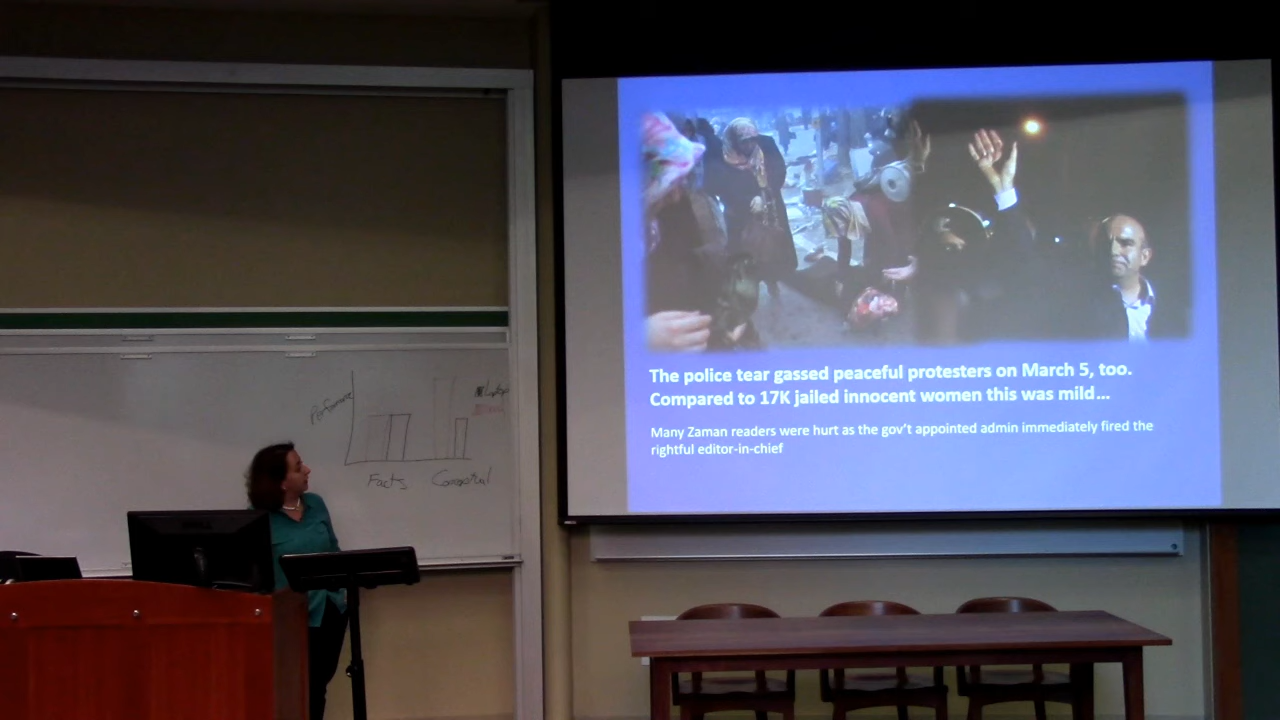 The police tear gassed peaceful protesters on March 5, too.
Compared to 17K jailed innocent women this was mild...
Many Zaman readers were hurt as the gov't appointed admin immediately fired the
rightful editor-in-chief
Performance
Facts
DELL